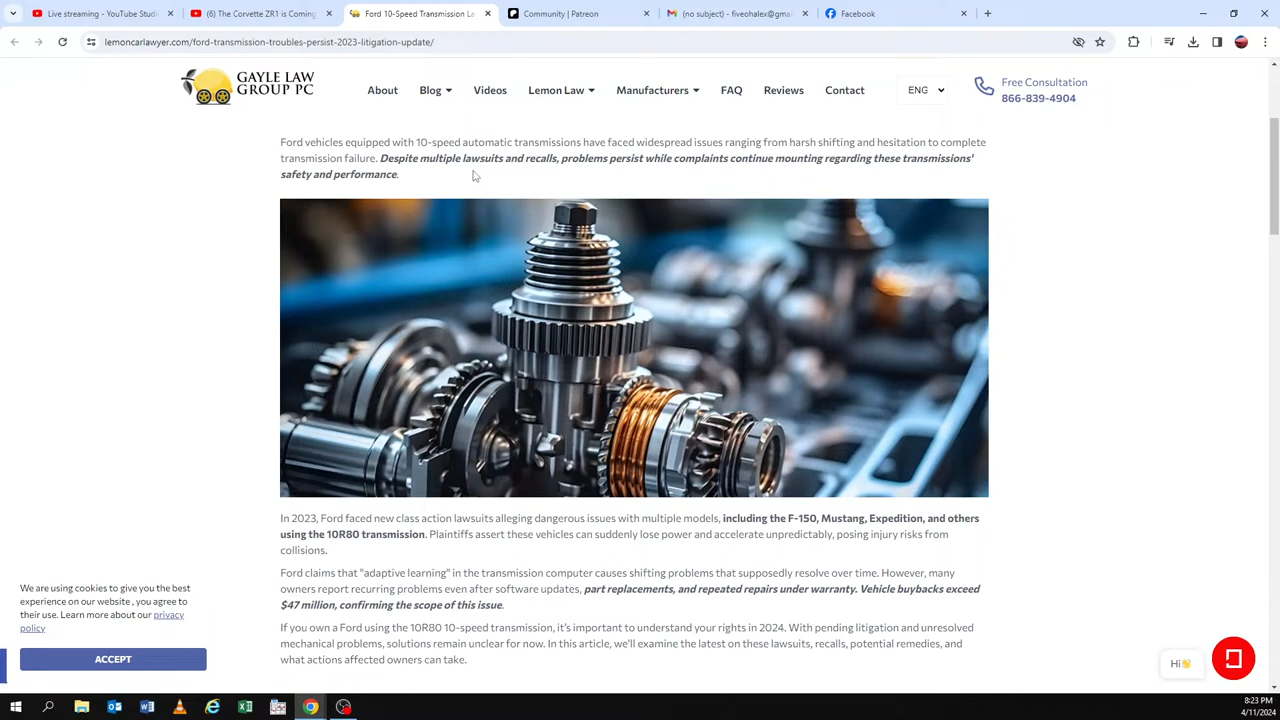 Live streaming - YouTube Studi
(6) The Corvette ZR1 is Coming
Ford 10-Speed Transmission La
Community | Patreon
(no subject) - fiveohalex@gma
Facebook
lemoncarlawyer.com/ford-transmission-troubles-persist-2023-litigation-update/
GAYLE LAW
GROUP PC
About
Blog
Videos
Lemon Law
Manufacturers
FAQ
Reviews
Contact
ENG
Free Consultation
866-839-4904
Ford vehicles equipped with 10-speed automatic transmissions have faced widespread issues ranging from harsh shifting and hesitation to complete
transmission failure. Despite multiple lawsuits and recalls, problems persist while complaints continue mounting regarding these transmissions'
safety and performance.
In 2023, Ford faced new class action lawsuits alleging dangerous issues with multiple models, including the F-150, Mustang, Expedition, and others
using the 10R80 transmission. Plaintiffs assert these vehicles can suddenly lose power and accelerate unpredictably, posing injury risks from
collisions.
Ford claims that "adaptive learning" in the transmission computer causes shifting problems that supposedly resolve over time. However, many
owners report recurring problems even after software updates, part replacements, and repeated repairs under warranty. Vehicle buybacks exceed
$47 million, confirming the scope of this issue.
If you own a Ford using the 10R80 10-speed transmission, it's important to understand your rights in 2024. With pending litigation and unresolved
mechanical problems, solutions remain unclear for now. In this article, we'll examine the latest on these lawsuits, recalls, potential remedies, and
what actions affected owners can take.
We are using cookies to give you the best
experience on our website , you agree to
their use. Learn more about our privacy
policy
ACCEPT
Hi👋
8:23 PM
4/11/2024